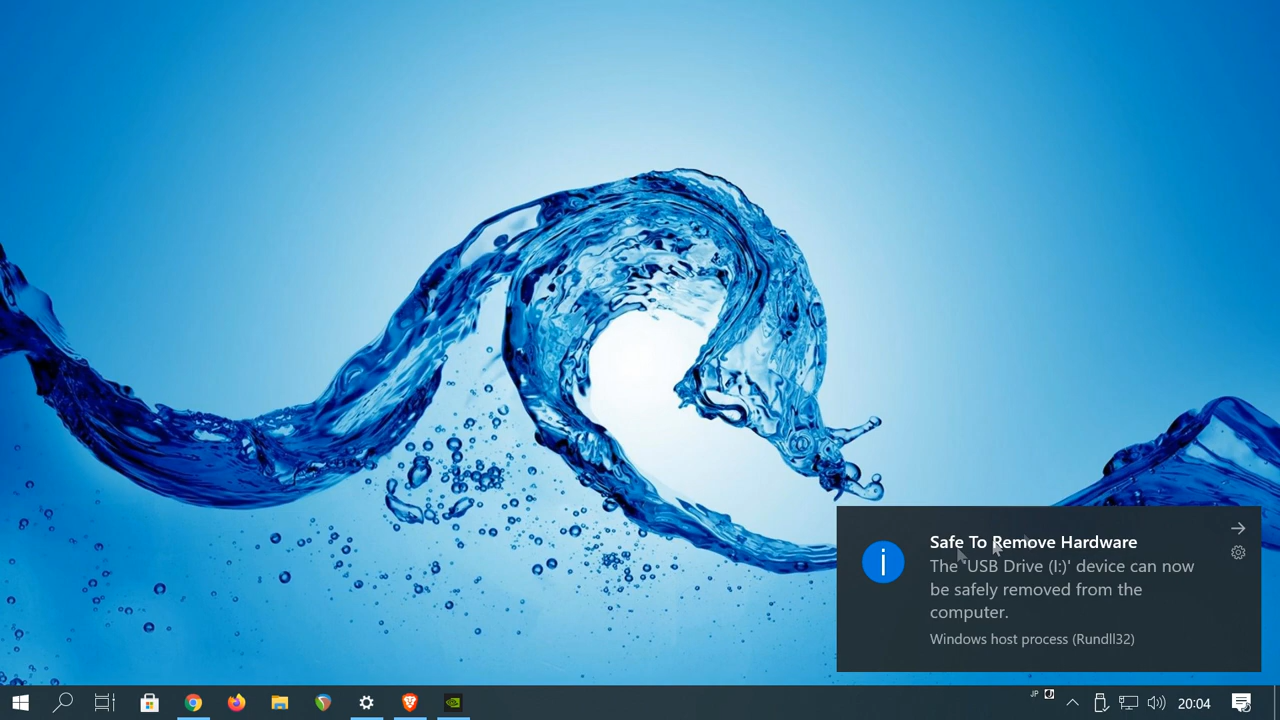 Safe To Remove Hardware
The 'USB Drive (I:)' device can now
be safely removed from the
computer.
Windows host process (Rundll32)
JP
20:04